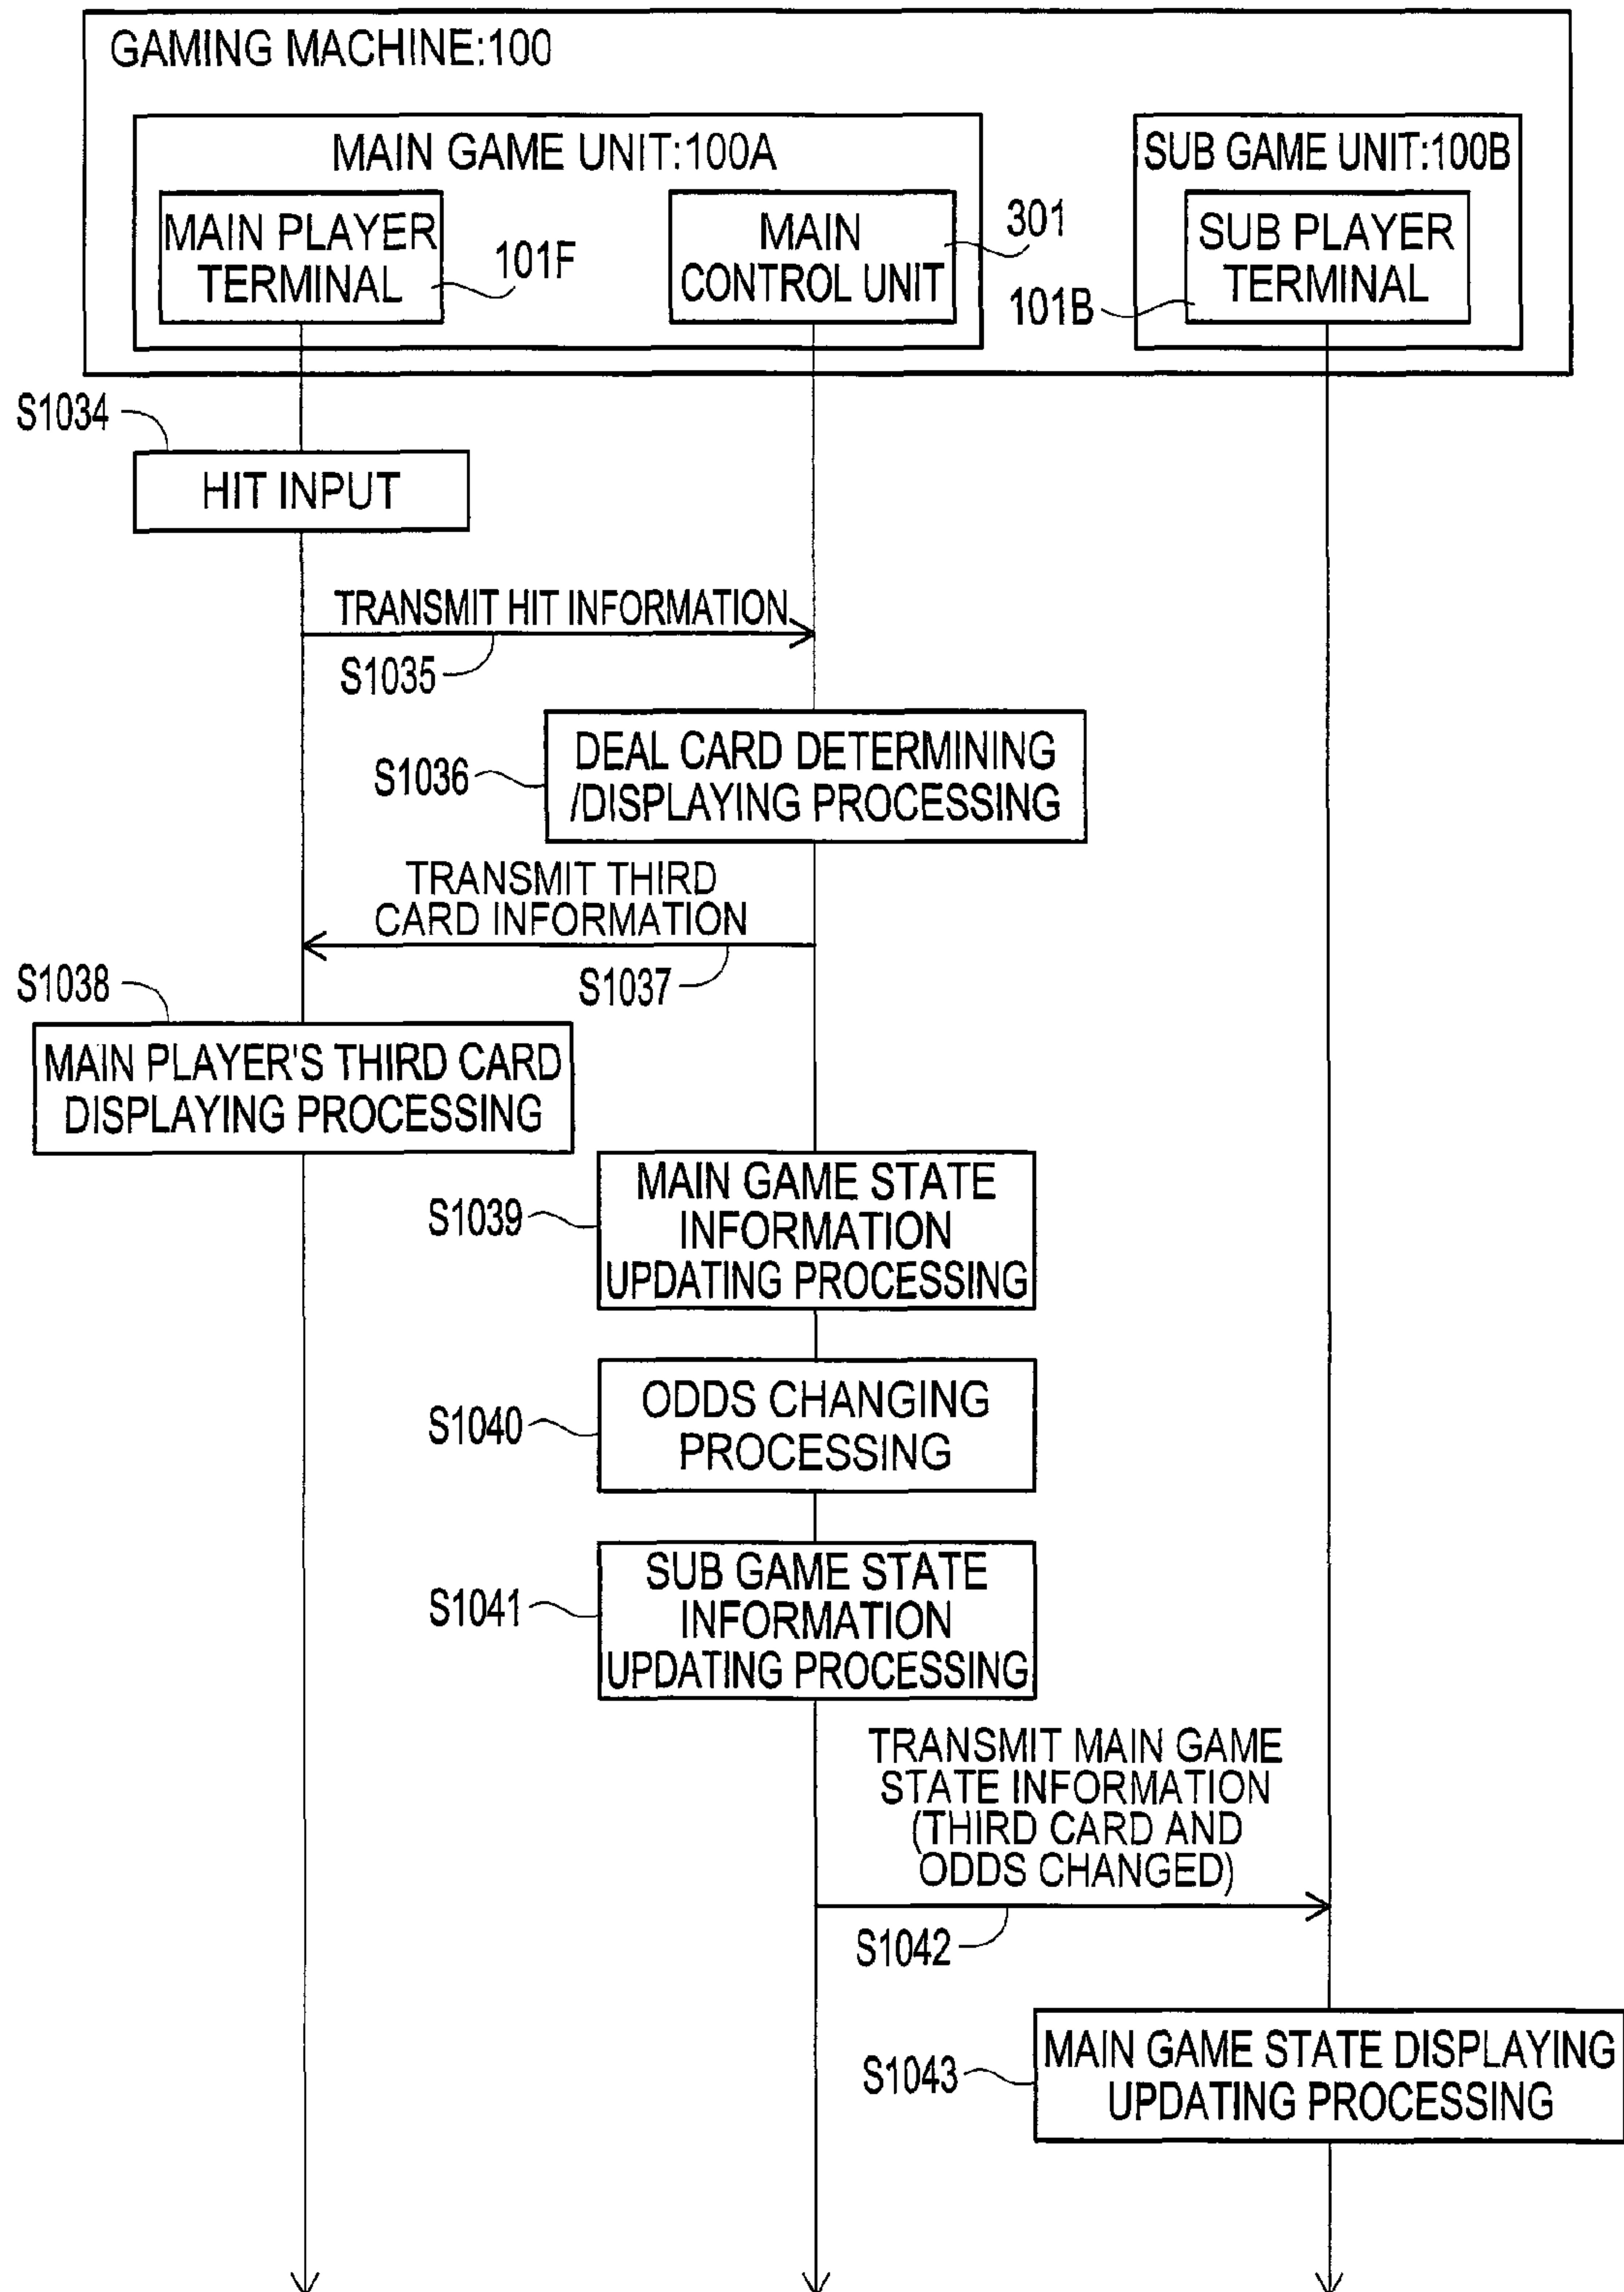 GAMING MACHINE:100
MAIN GAME UNIT:100A
SUB GAME UNIT:100B
MAIN PLAYER
TERMINAL
101F
MAIN
CONTROL UNIT
301
SUB PLAYER
TERMINAL
101B
S1034
HIT INPUT
TRANSMIT HIT INFORMATION
S1035
S1036
DEAL CARD DETERMINING
/DISPLAYING PROCESSING
TRANSMIT THIRD
CARD INFORMATION
S1037
S1038
MAIN PLAYER'S THIRD CARD
DISPLAYING PROCESSING
S1039
MAIN GAME STATE
INFORMATION
UPDATING PROCESSING
S1040
ODDS CHANGING
PROCESSING
S1041
SUB GAME STATE
INFORMATION
UPDATING PROCESSING
TRANSMIT MAIN GAME
STATE INFORMATION
(THIRD CARD AND
ODDS CHANGED)
S1042
S1043
MAIN GAME STATE DISPLAYING
UPDATING PROCESSING